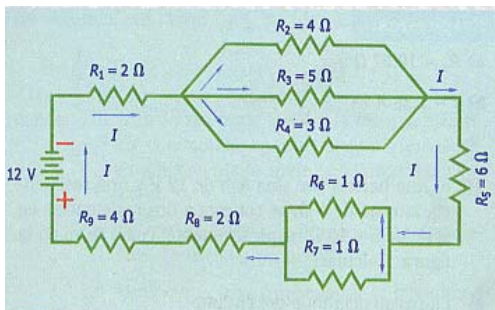 R₂ = 4 Ω
R₁ = 2 Ω
R₃ = 5 Ω
I
R₄ = 3 Ω
I
12 V
I
I
R₅ = 6 Ω
R₆ = 1 Ω
R₉ = 4 Ω
R₈ = 2 Ω
R₇ = 1 Ω